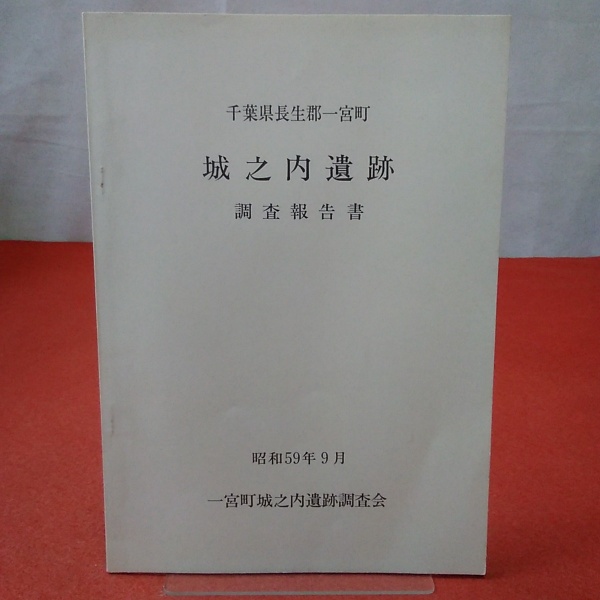 千葉県長生郡一宮町
城之内遺跡
調査報告書
昭和59年9月
一宮町城之内遺跡調査会